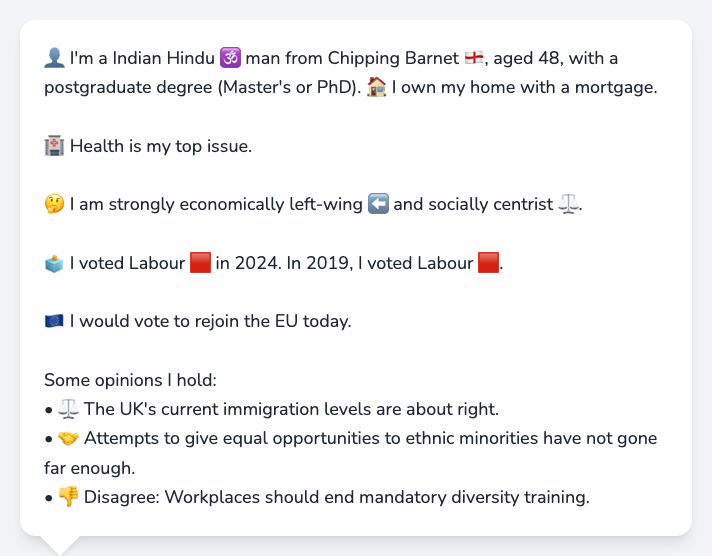 👤 I'm a Indian Hindu 🕉️ man from Chipping Barnet 🏴󠁧󠁢󠁥󠁮󠁧󠁿, aged 48, with a
postgraduate degree (Master's or PhD). 🏠 I own my home with a mortgage.
🏥 Health is my top issue.
🤔 I am strongly economically left-wing ⬅️ and socially centrist ⚖️.
🗳️ I voted Labour 🟥 in 2024. In 2019, I voted Labour 🟥.
🇪🇺 I would vote to rejoin the EU today.
Some opinions I hold:
• ⚖️ The UK's current immigration levels are about right.
• 🤝 Attempts to give equal opportunities to ethnic minorities have not gone
far enough.
• 👎 Disagree: Workplaces should end mandatory diversity training.